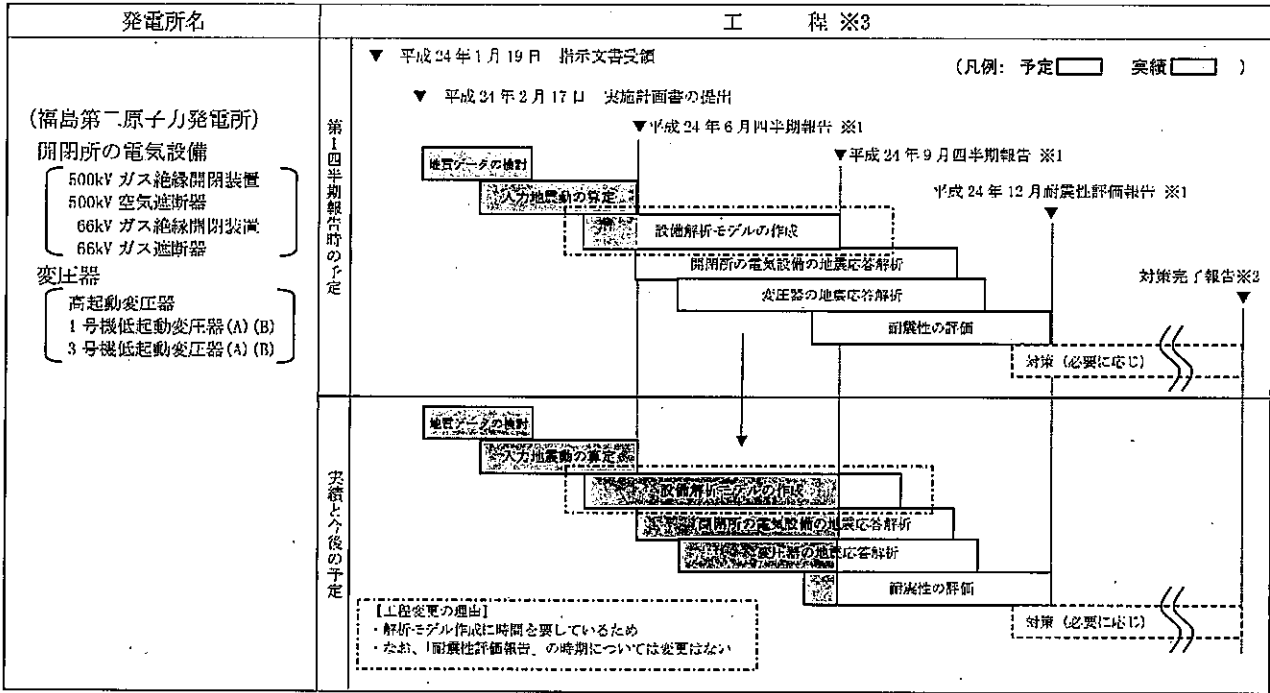 発電所名
工　　程 ※3
▼ 平成24年1月19日　指示文書受領
(凡例: 予定　実績　)
▼ 平成24年2月17日　実施計画書の提出
▼平成24年6月四半期報告 ※1
▼平成24年9月四半期報告 ※1
平成24年12月耐震性評価報告 ※1
対策完了報告※2
(福島第二原子力発電所)
開閉所の電気設備
500kV ガス絶縁開閉装置
500kV 空気遮断器
66kV ガス絶縁開閉装置
66kV ガス遮断器
変圧器
高起動変圧器
1号機低起動変圧器(A)(B)
3号機低起動変圧器(A)(B)
第1四半期報告時の予定
地震データの検討
入力地震動の算定
設備解析モデルの作成
開閉所の電気設備の地震応答解析
変圧器の地震応答解析
耐震性の評価
対策（必要に応じ）
実績と今後の予定
地震データの検討
入力地震動の算定
設備解析モデルの作成
開閉所の電気設備の地震応答解析
変圧器の地震応答解析
耐震性の評価
対策（必要に応じ）
【工程変更の理由】
・解析モデル作成に時間を要しているため
・なお、「耐震性評価報告」の時期については変更はない